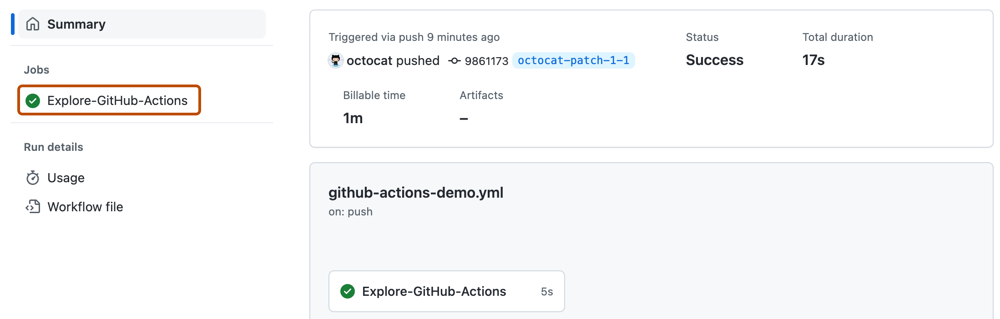 Summary
Jobs
Explore-GitHub-Actions
Run details
Usage
Workflow file
Triggered via push 9 minutes ago
octocat pushed 9861173 octocat-patch-1-1
Status
Success
Total duration
17s
Billable time
1m
Artifacts
–
github-actions-demo.yml
on: push
Explore-GitHub-Actions 5s